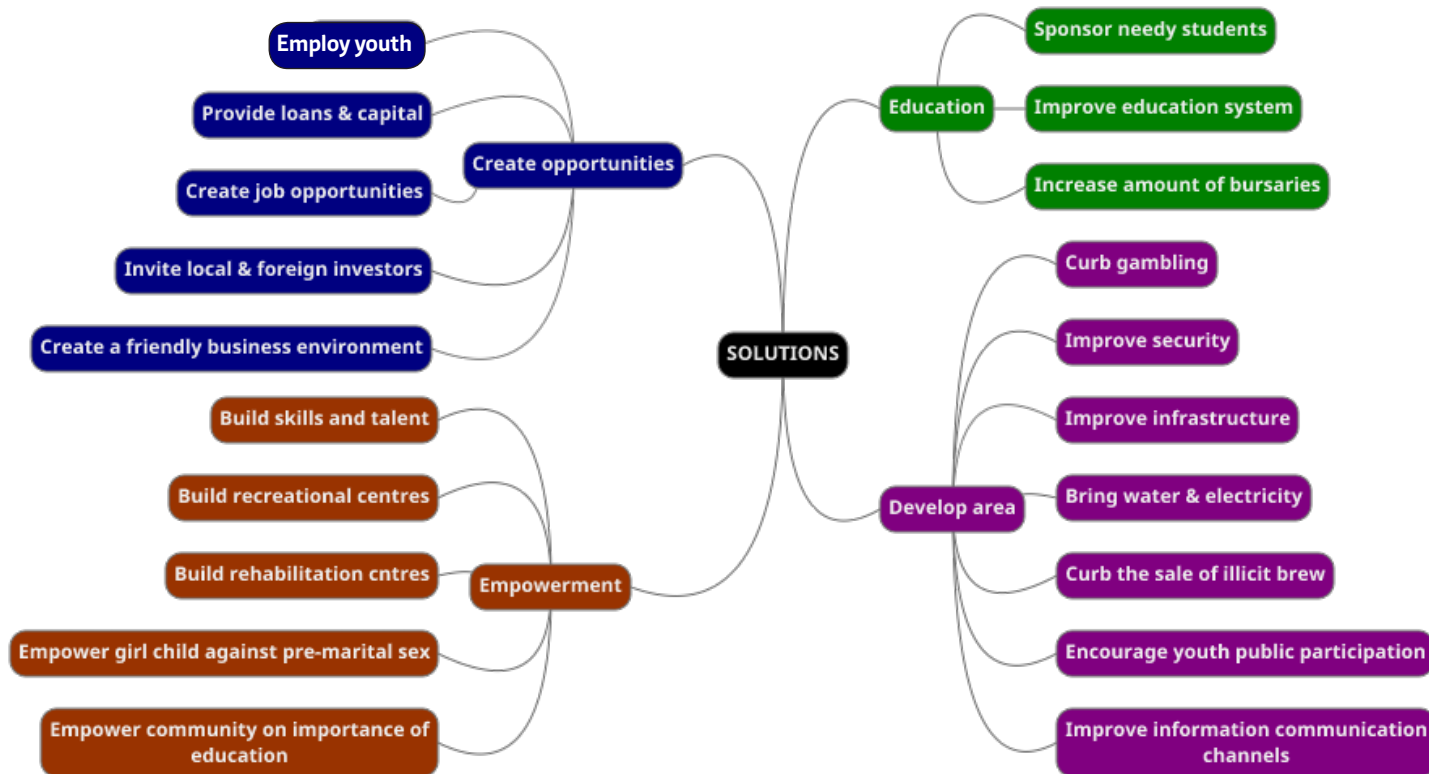 SOLUTIONS
Create opportunities
Employ youth
Provide loans & capital
Create job opportunities
Invite local & foreign investors
Create a friendly business environment
Empowerment
Build skills and talent
Build recreational centres
Build rehabilitation cntres
Empower girl child against pre-marital sex
Empower community on importance of
education
Education
Sponsor needy students
Improve education system
Increase amount of bursaries
Develop area
Curb gambling
Improve security
Improve infrastructure
Bring water & electricity
Curb the sale of illicit brew
Encourage youth public participation
Improve information communication
channels